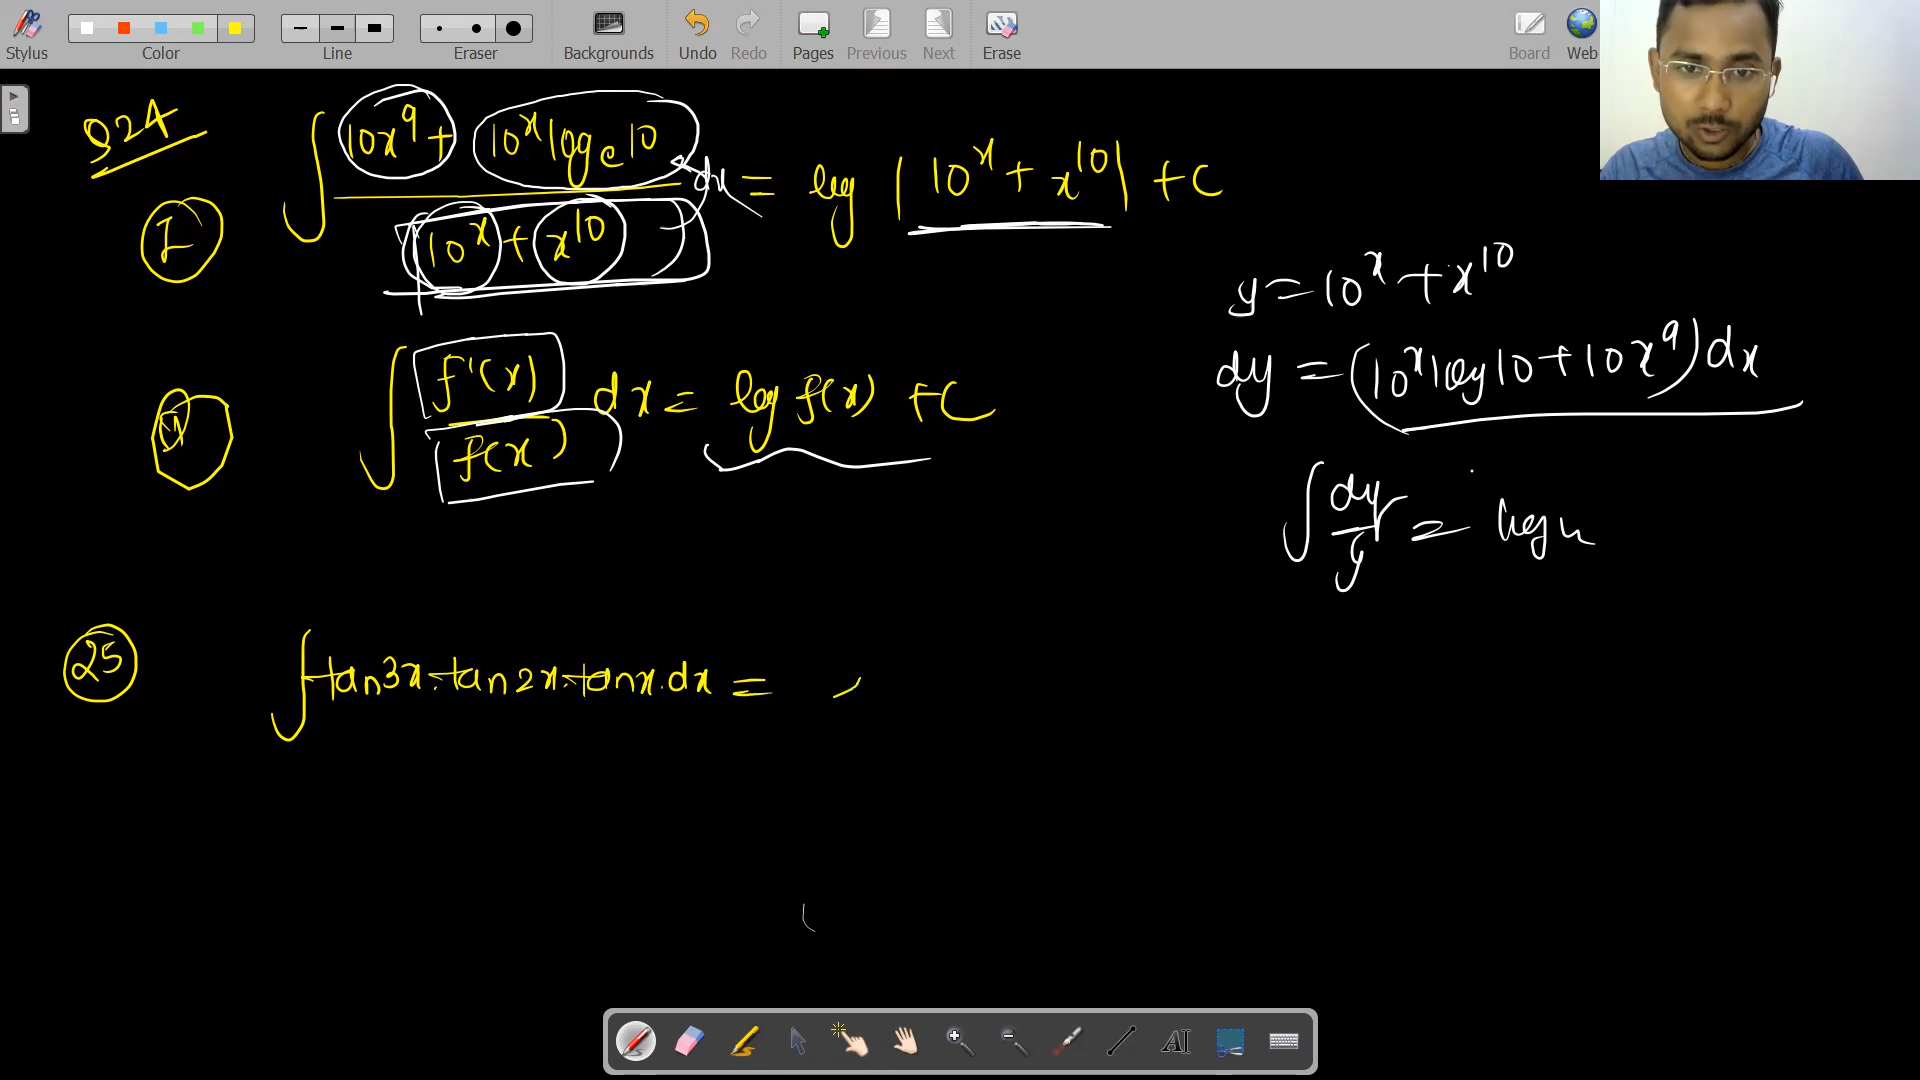 Stylus Color Line Eraser Backgrounds Undo Redo Pages Previous Next Erase Board Web
Q24
I ∫ (10x⁹ + 10ˣ logₑ10) / (10ˣ + x¹⁰) dx = log |10ˣ + x¹⁰| + C
y = 10ˣ + x¹⁰
dy = (10ˣ log 10 + 10x⁹) dx
∫ f'(x) / f(x) dx = log f(x) + C
∫ dy/y = log
25 ∫ tan3x. tan2x. tanx. dx =